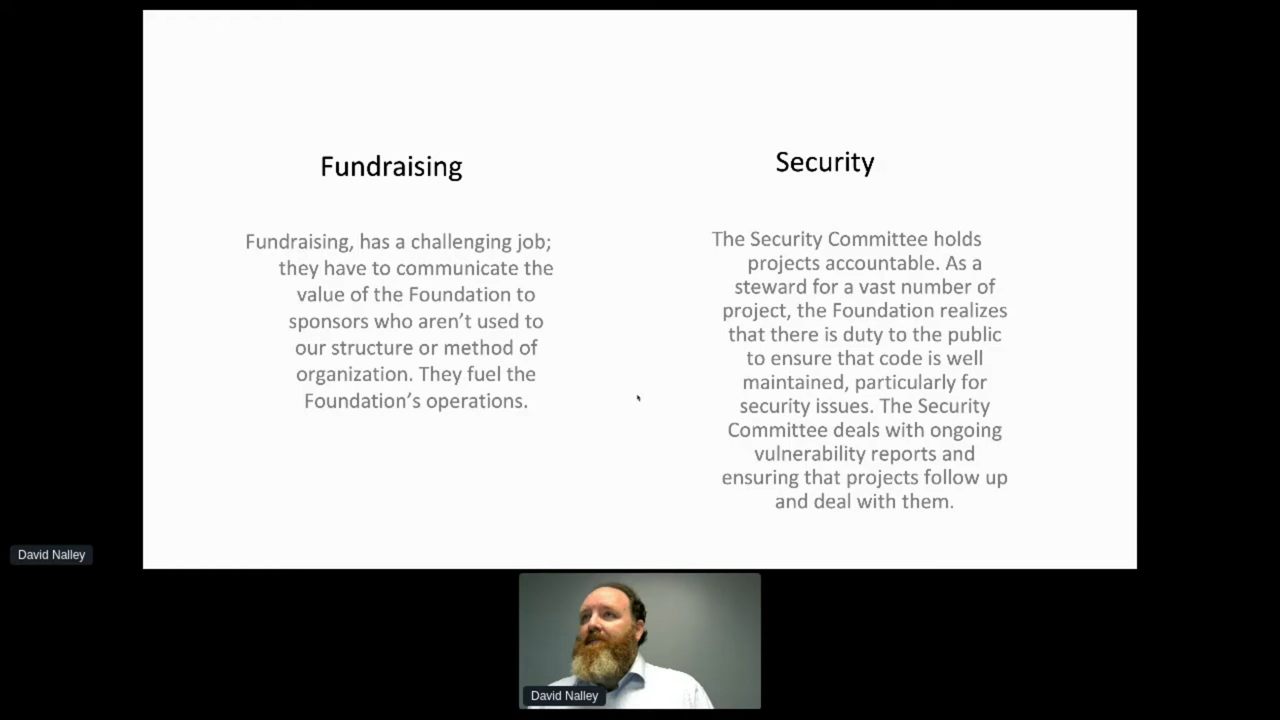 Fundraising
Fundraising, has a challenging job;
they have to communicate the
value of the Foundation to
sponsors who aren't used to
our structure or method of
organization. They fuel the
Foundation's operations.
Security
The Security Committee holds
projects accountable. As a
steward for a vast number of
project, the Foundation realizes
that there is duty to the public
to ensure that code is well
maintained, particularly for
security issues. The Security
Committee deals with ongoing
vulnerability reports and
ensuring that projects follow up
and deal with them.
David Nalley
David Nalley